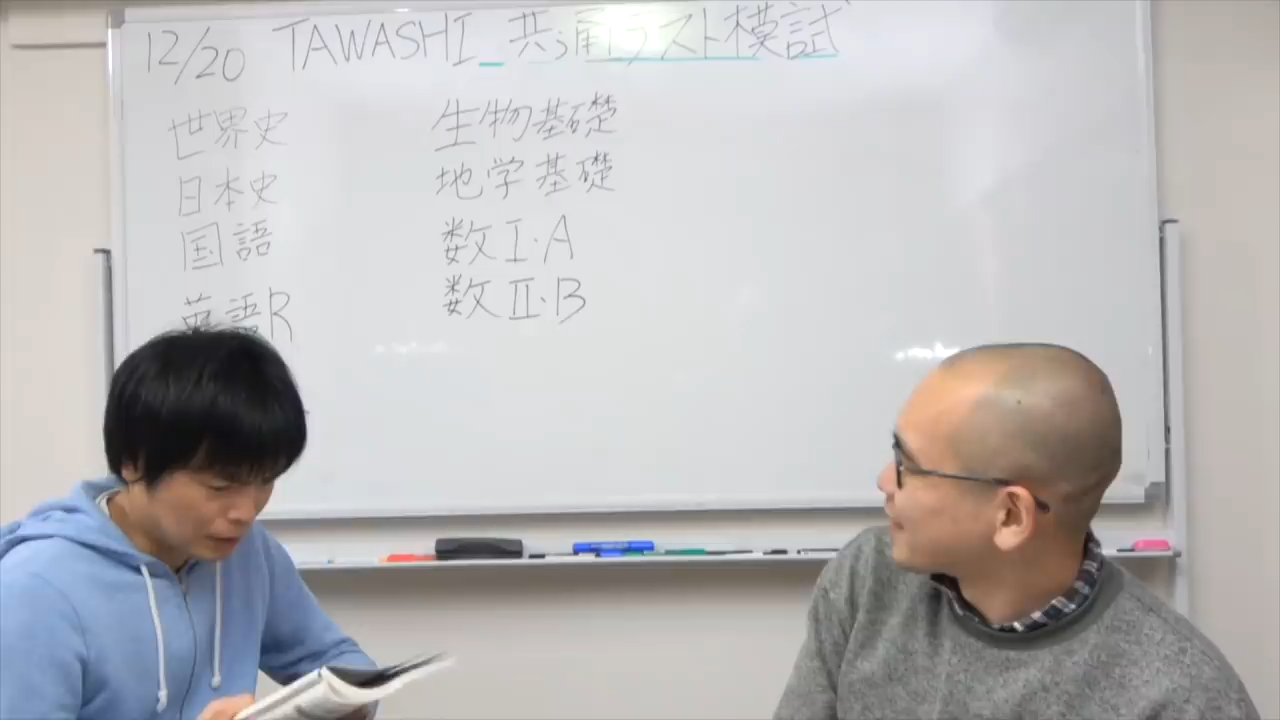 12/20 TAWASHI_共通テスト模試
世界史
日本史
国語
英語R
生物基礎
地学基礎
数I・A
数II・B